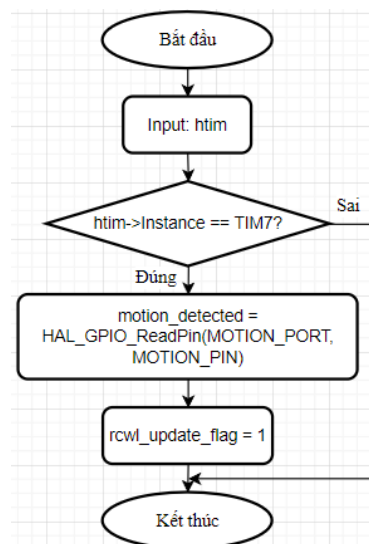 Bắt đầu
Input: htim
htim->Instance == TIM7?
Sai
Đúng
motion_detected =
HAL_GPIO_ReadPin(MOTION_PORT,
MOTION_PIN)
rcwl_update_flag = 1
Kết thúc